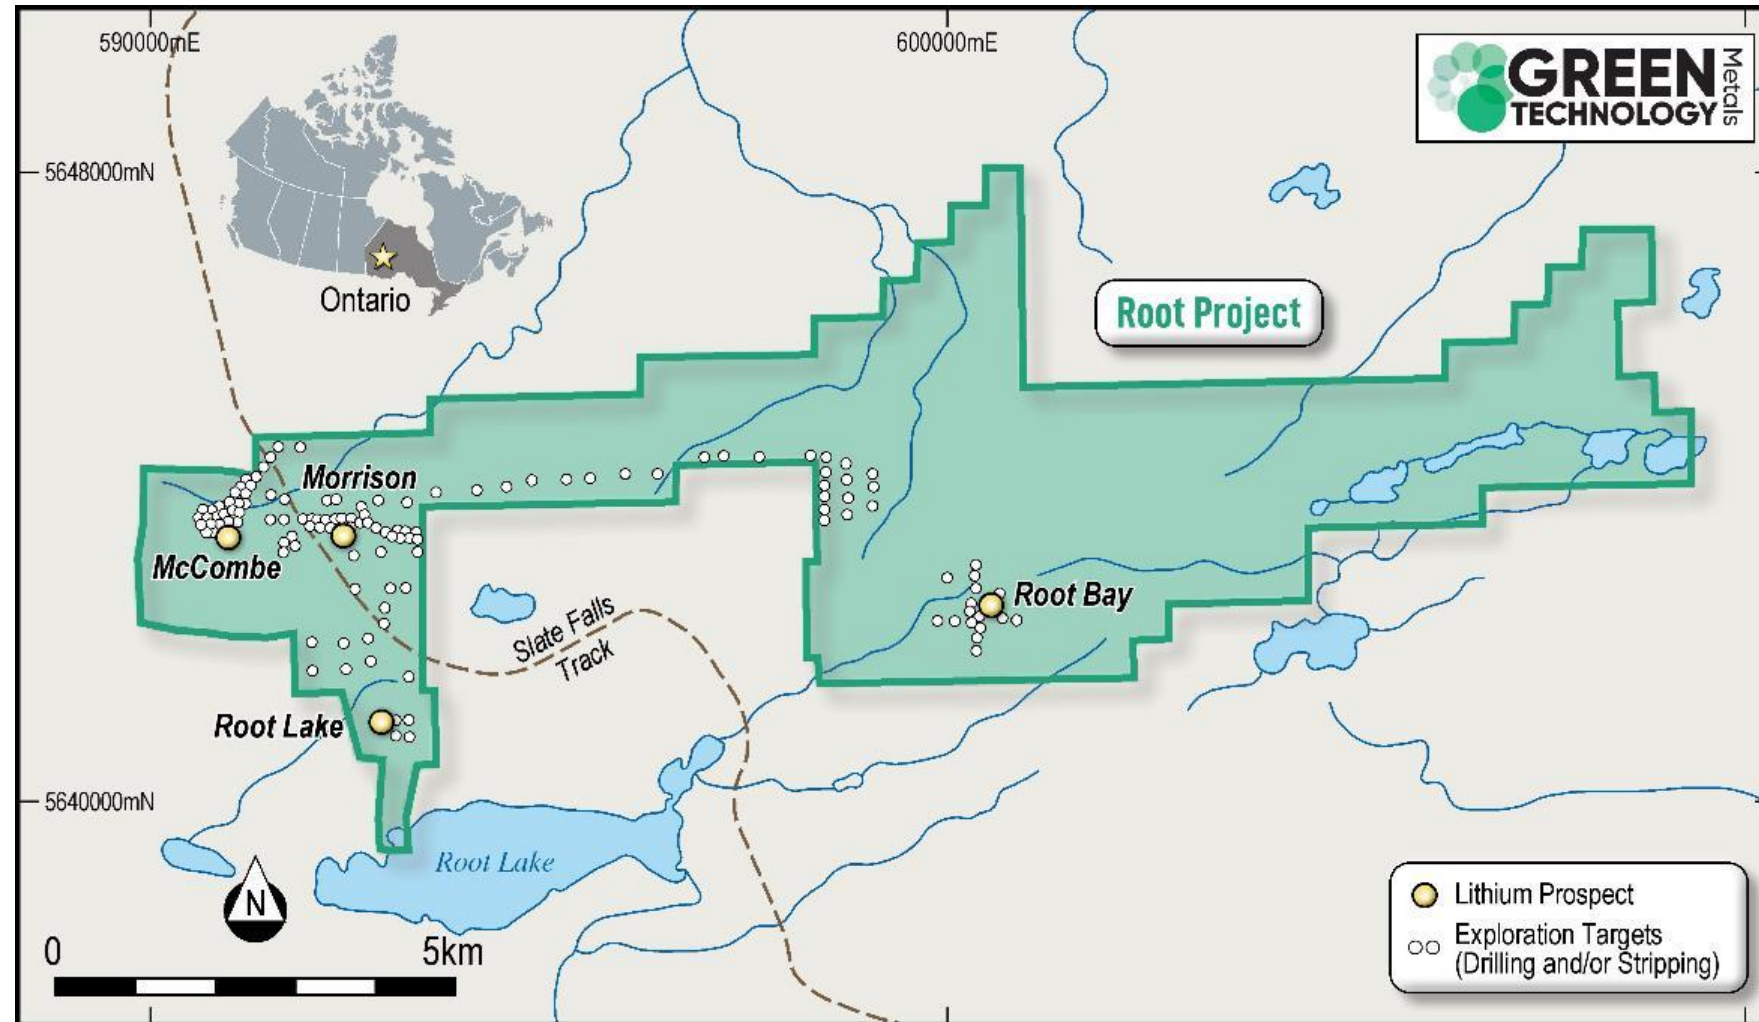 590000mE
600000mE
GREEN
TECHNOLOGY
Metals
5648000mN
Ontario
Root Project
Morrison
McCombe
Root Bay
Slate Falls
Track
Root Lake
5640000mN
Root Lake
N
0
5km
Lithium Prospect
Exploration Targets
(Drilling and/or Stripping)